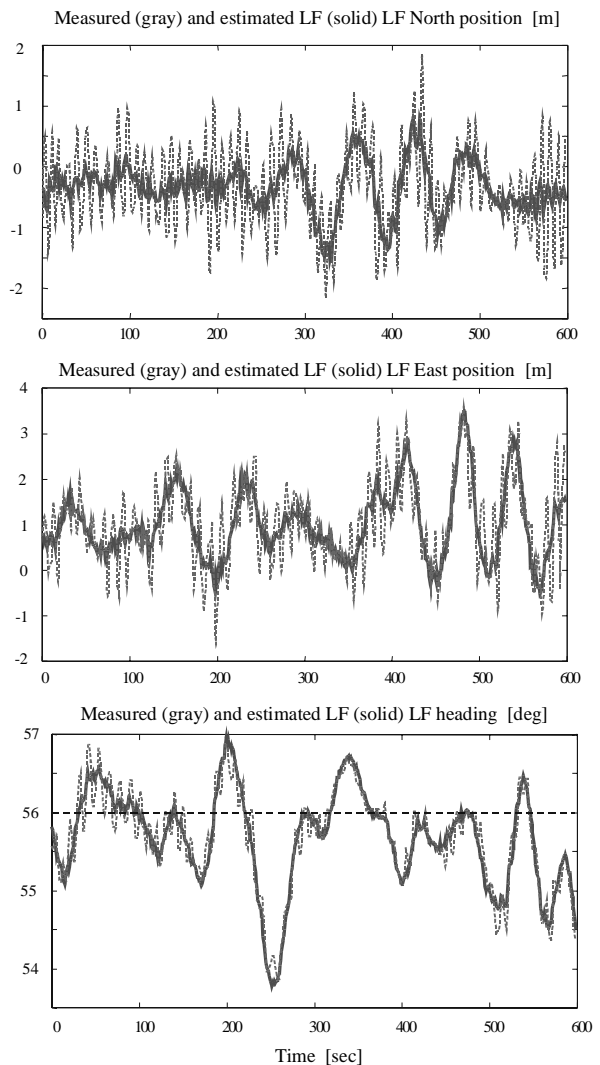 Measured (gray) and estimated LF (solid) LF North position [m]
2
1
0
-1
-2
0 100 200 300 400 500 600
Measured (gray) and estimated LF (solid) LF East position [m]
4
3
2
1
0
-1
-2
0 100 200 300 400 500 600
Measured (gray) and estimated LF (solid) LF heading [deg]
57
56
55
54
0 100 200 300 400 500 600
Time [sec]